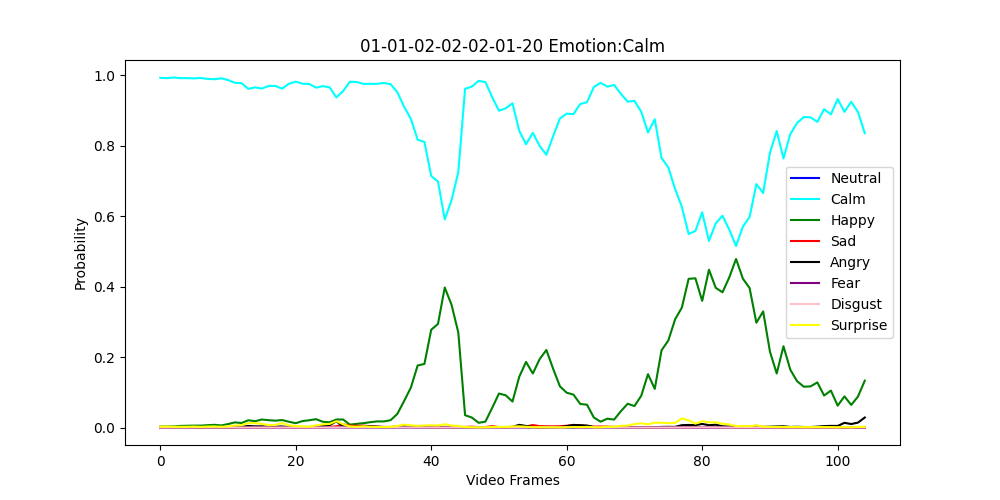 01-01-02-02-02-01-20 Emotion:Calm
Probability
1.0
0.8
0.6
0.4
0.2
0.0
0
20
40
60
80
100
Video Frames
Neutral
Calm
Happy
Sad
Angry
Fear
Disgust
Surprise